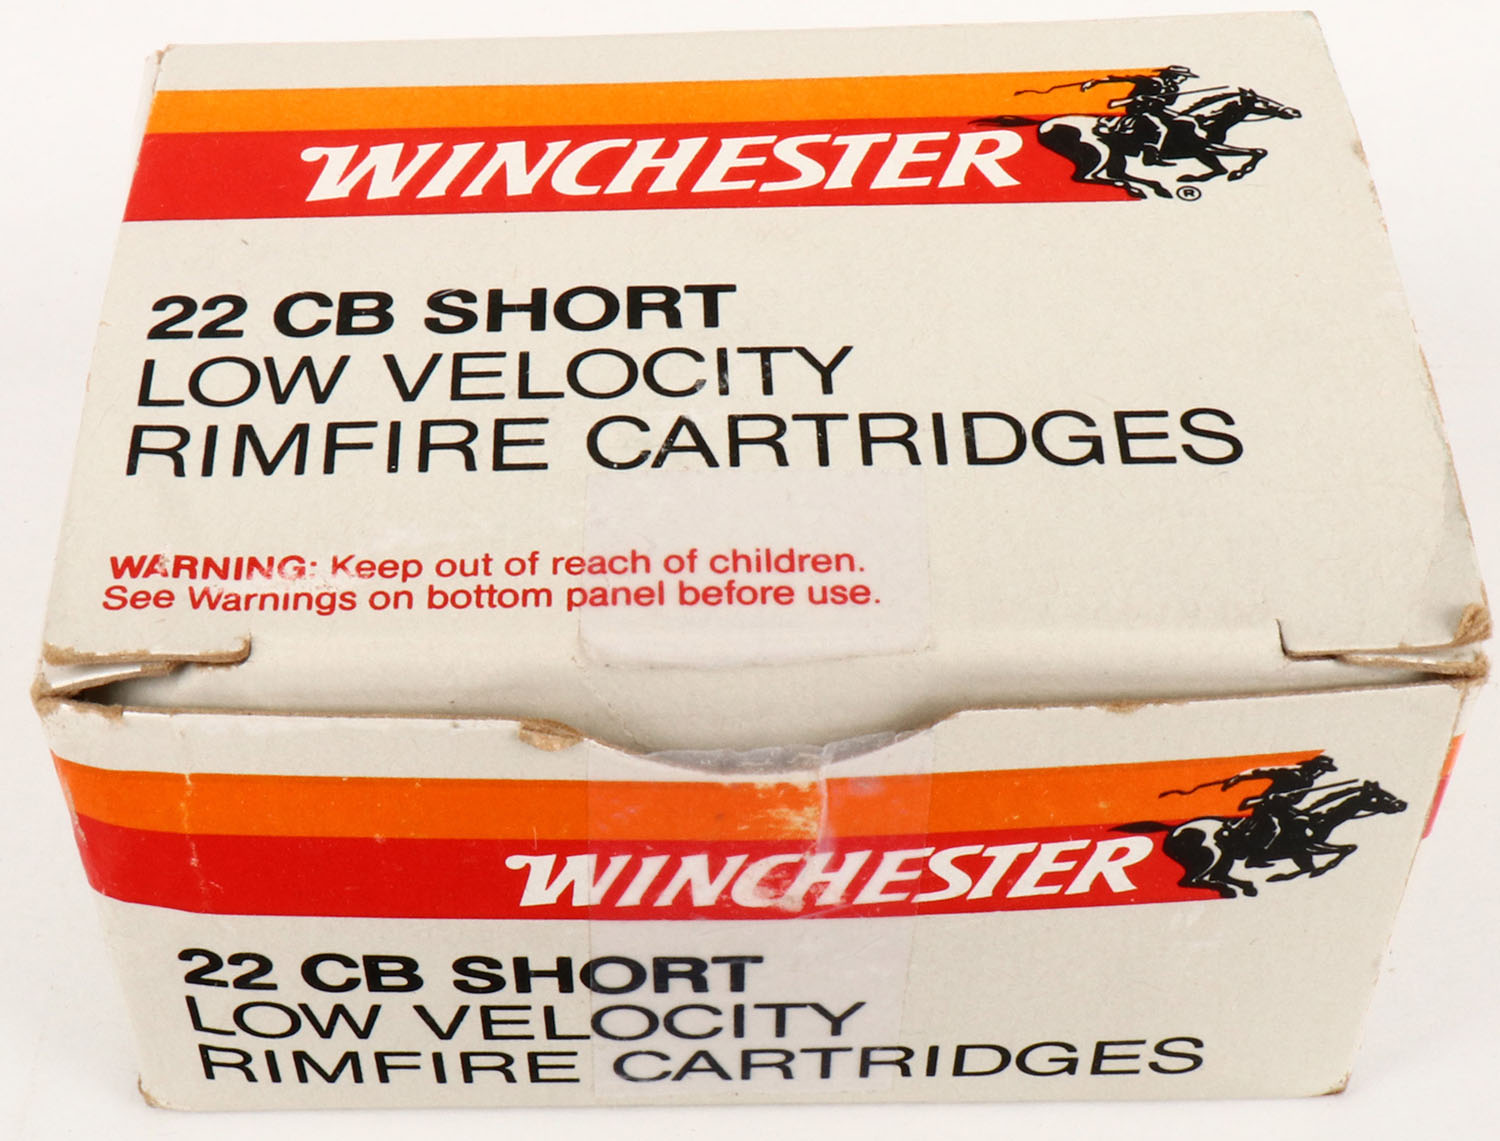 WINCHESTER
®
22 CB SHORT
LOW VELOCITY
RIMFIRE CARTRIDGES
WARNING: Keep out of reach of children.
See Warnings on bottom panel before use.
WINCHESTER
22 CB SHORT
LOW VELOCITY
RIMFIRE CARTRIDGES